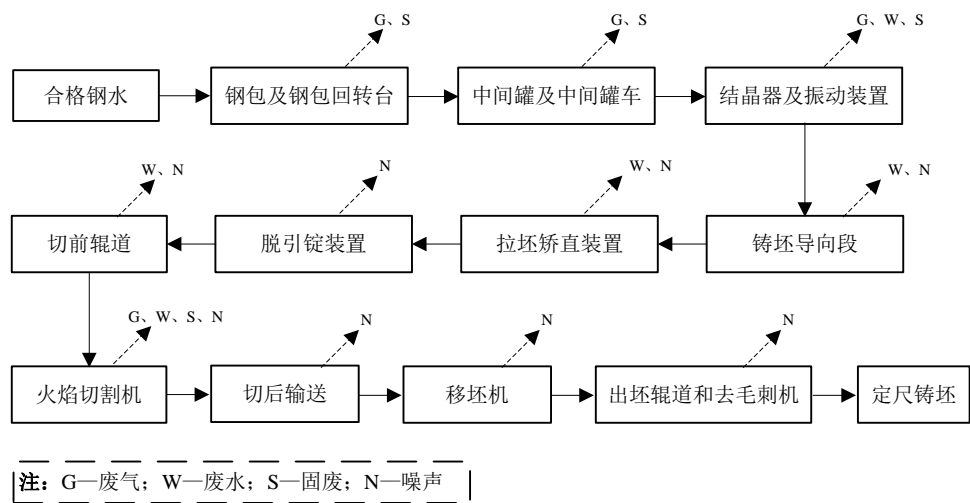 G、S
G、S
G、W、S
合格钢水
钢包及钢包回转台
中间罐及中间罐车
结晶器及振动装置
W、N
N
W、N
W、N
切前辊道
脱引锭装置
拉坯矫直装置
铸坯导向段
G、W、S、N
N
N
N
火焰切割机
切后输送
移坯机
出坯辊道和去毛刺机
定尺铸坯
注：G—废气；W—废水；S—固废；N—噪声